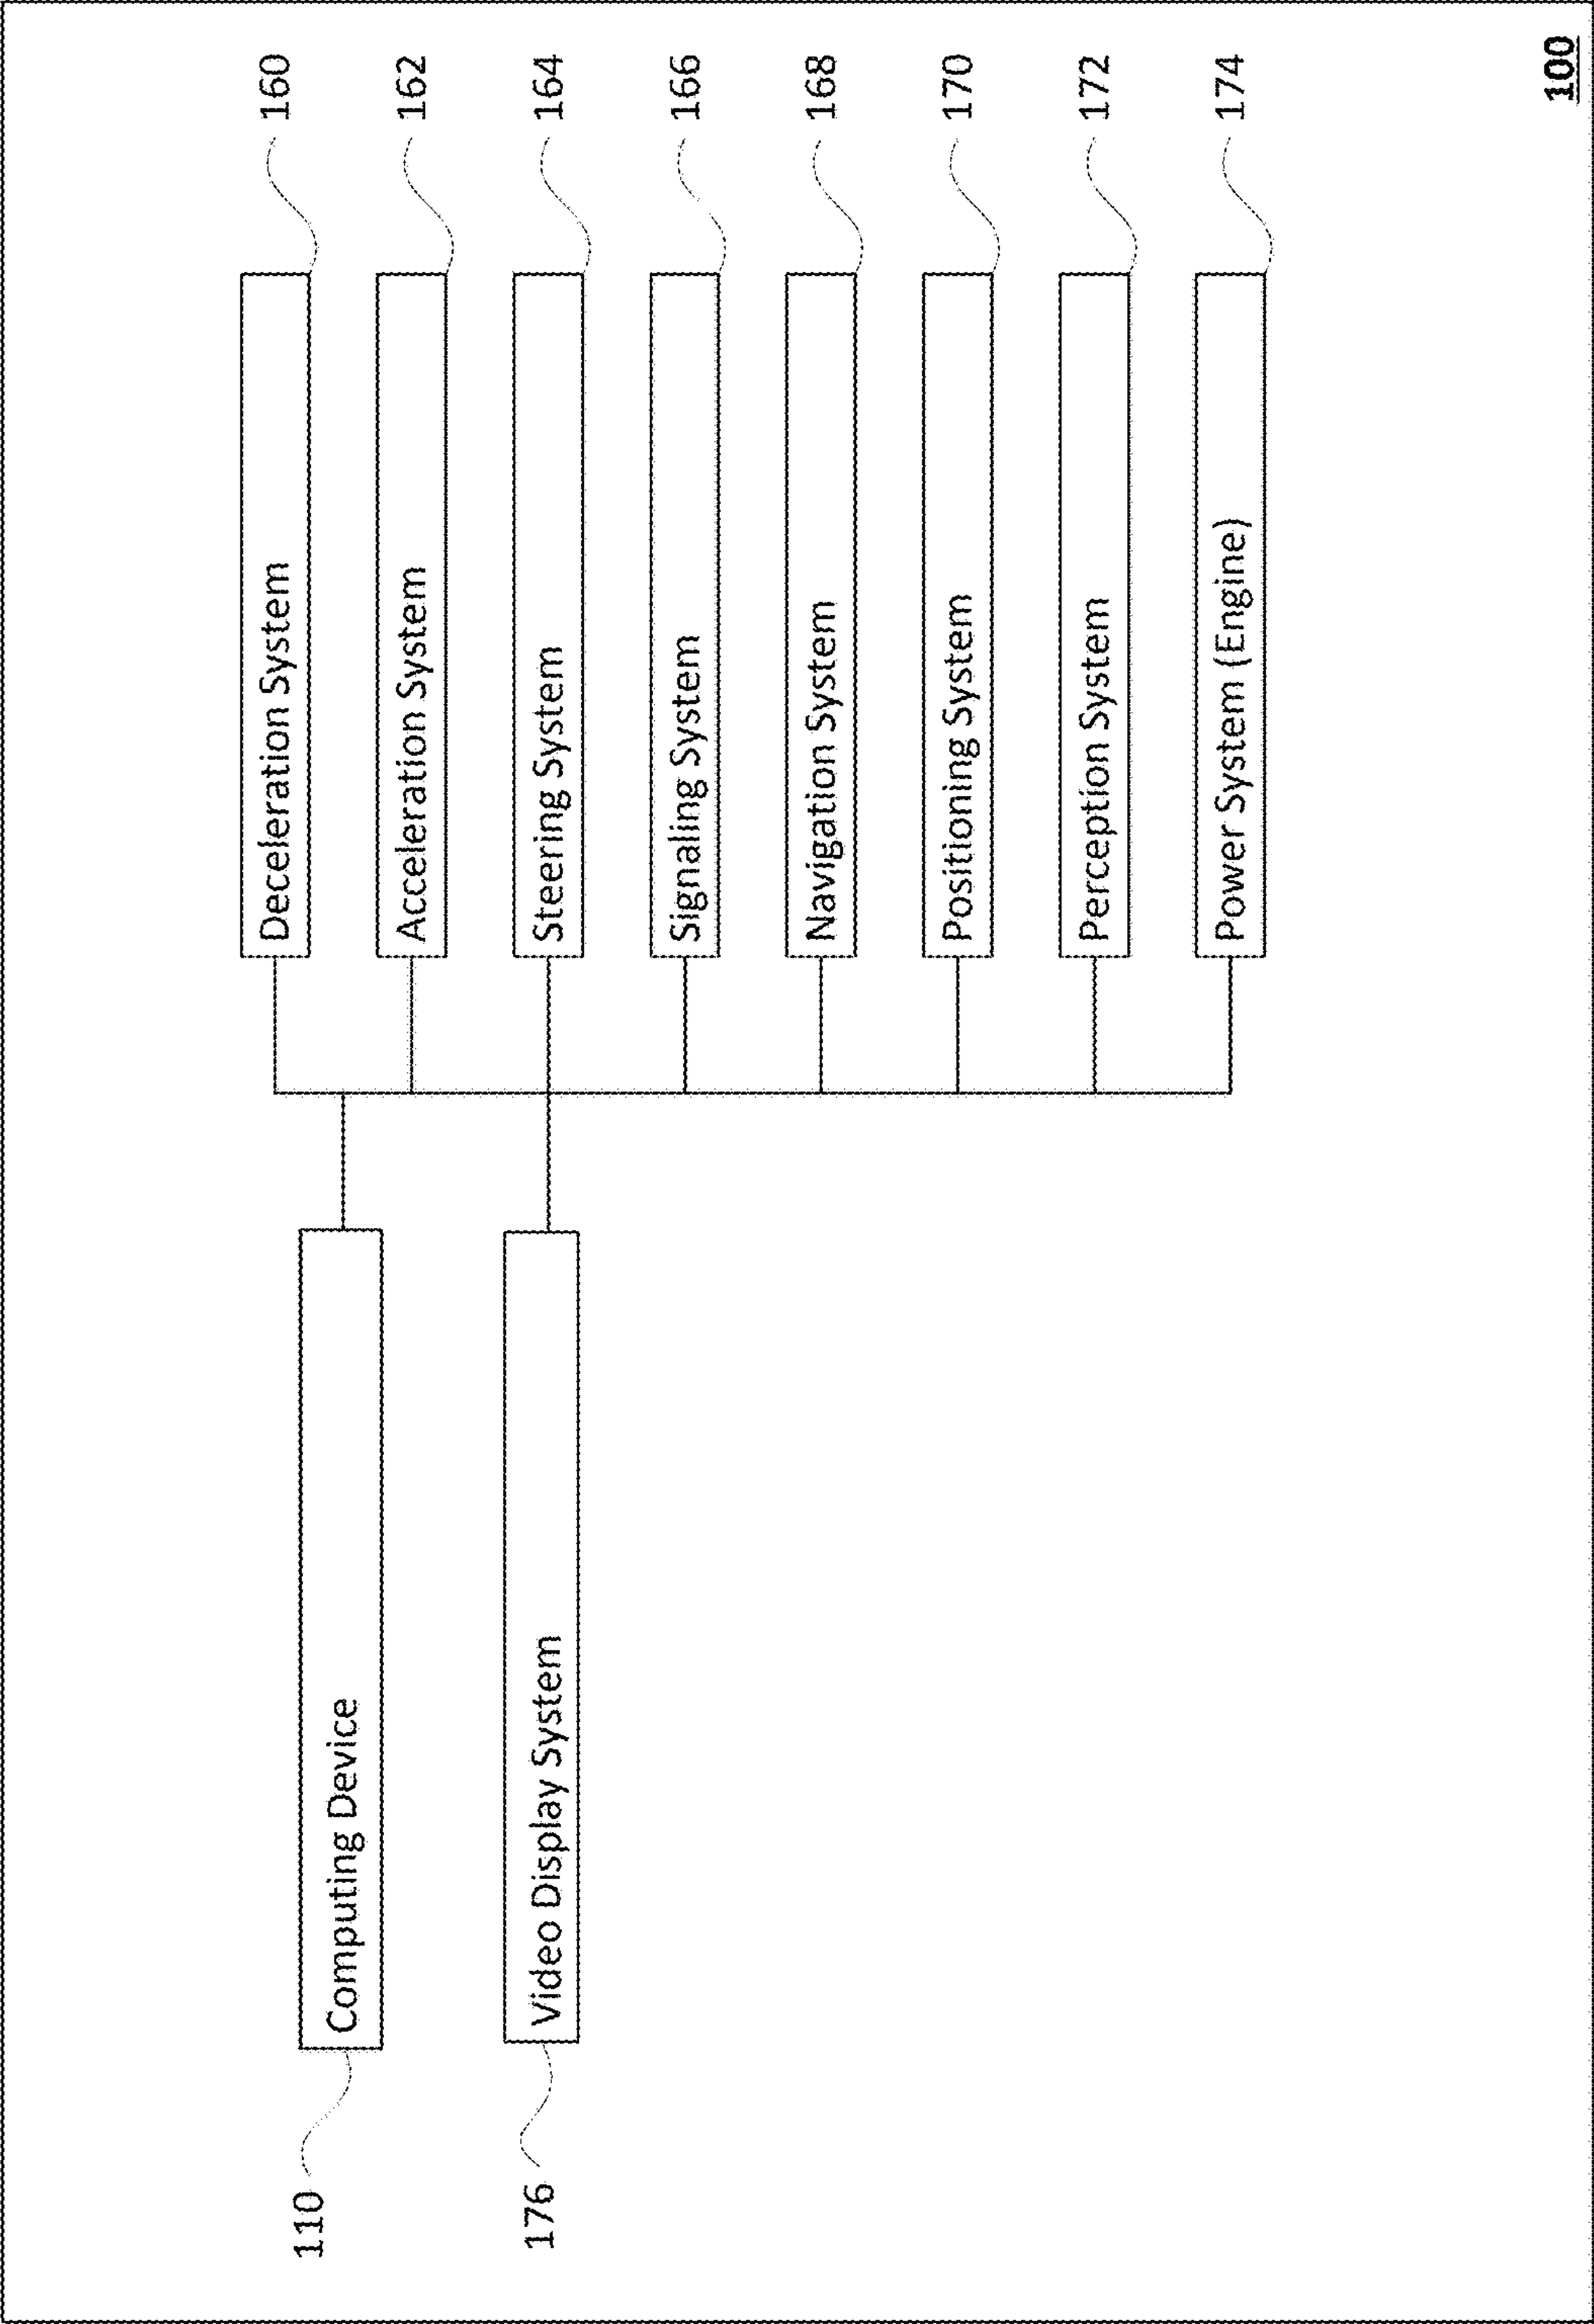 110
Computing Device
176
Video Display System
Deceleration System
160
Acceleration System
162
Steering System
164
Signaling System
166
Navigation System
168
Positioning System
170
Perception System
172
Power System (Engine)
174
100